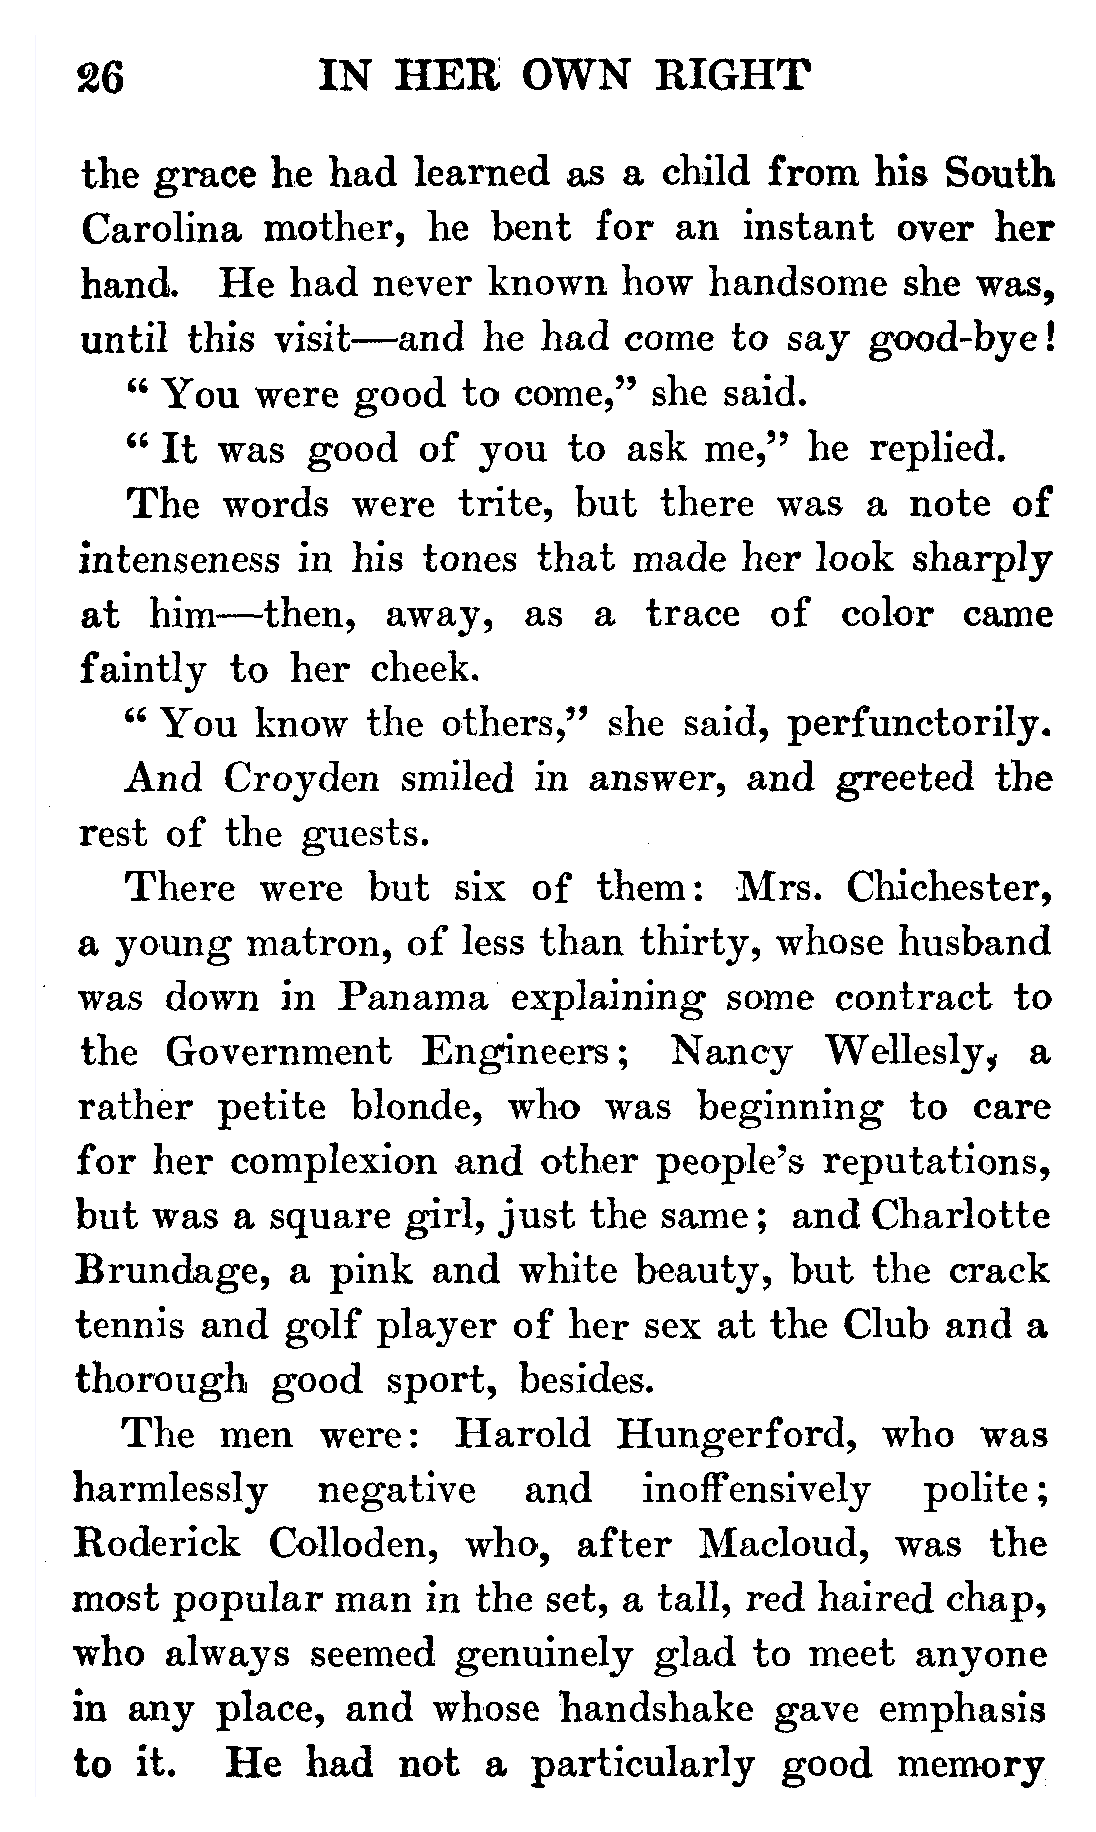 26 IN HER OWN RIGHT
the grace he had learned as a child from his South
Carolina mother, he bent for an instant over her
hand. He had never known how handsome she was,
until this visit—and he had come to say good-bye!
“ You were good to come,” she said.
“ It was good of you to ask me,” he replied.
The words were trite, but there was a note of
intenseness in his tones that made her look sharply
at him—then, away, as a trace of color came
faintly to her cheek.
“ You know the others,” she said, perfunctorily.
And Croyden smiled in answer, and greeted the
rest of the guests.
There were but six of them: Mrs. Chichester,
a young matron, of less than thirty, whose husband
was down in Panama explaining some contract to
the Government Engineers; Nancy Wellesly, a
rather petite blonde, who was beginning to care
for her complexion and other people’s reputations,
but was a square girl, just the same; and Charlotte
Brundage, a pink and white beauty, but the crack
tennis and golf player of her sex at the Club and a
thorough good sport, besides.
The men were: Harold Hungerford, who was
harmlessly negative and inoffensively polite;
Roderick Colloden, who, after Macloud, was the
most popular man in the set, a tall, red haired chap,
who always seemed genuinely glad to meet anyone
in any place, and whose handshake gave emphasis
to it. He had not a particularly good memory